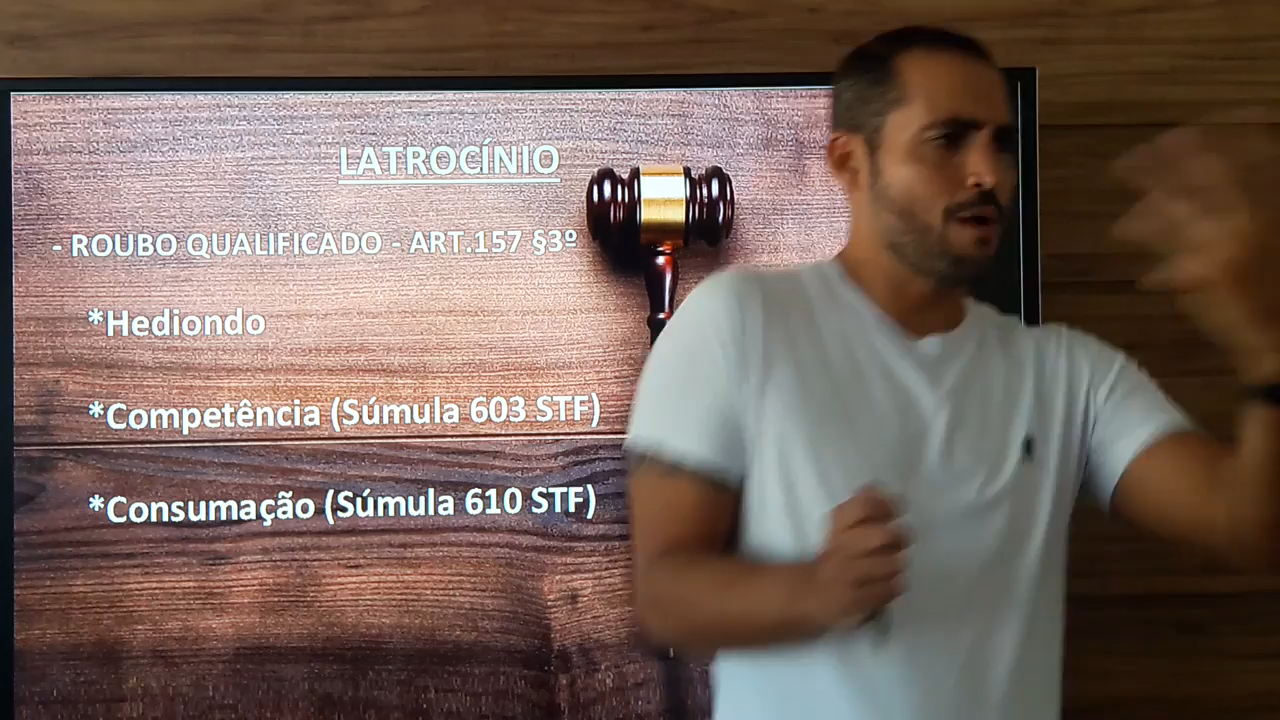 LATROCÍNIO
- ROUBO QUALIFICADO - ART.157 §3º
*Hediondo
*Competência (Súmula 603 STF)
*Consumação (Súmula 610 STF)